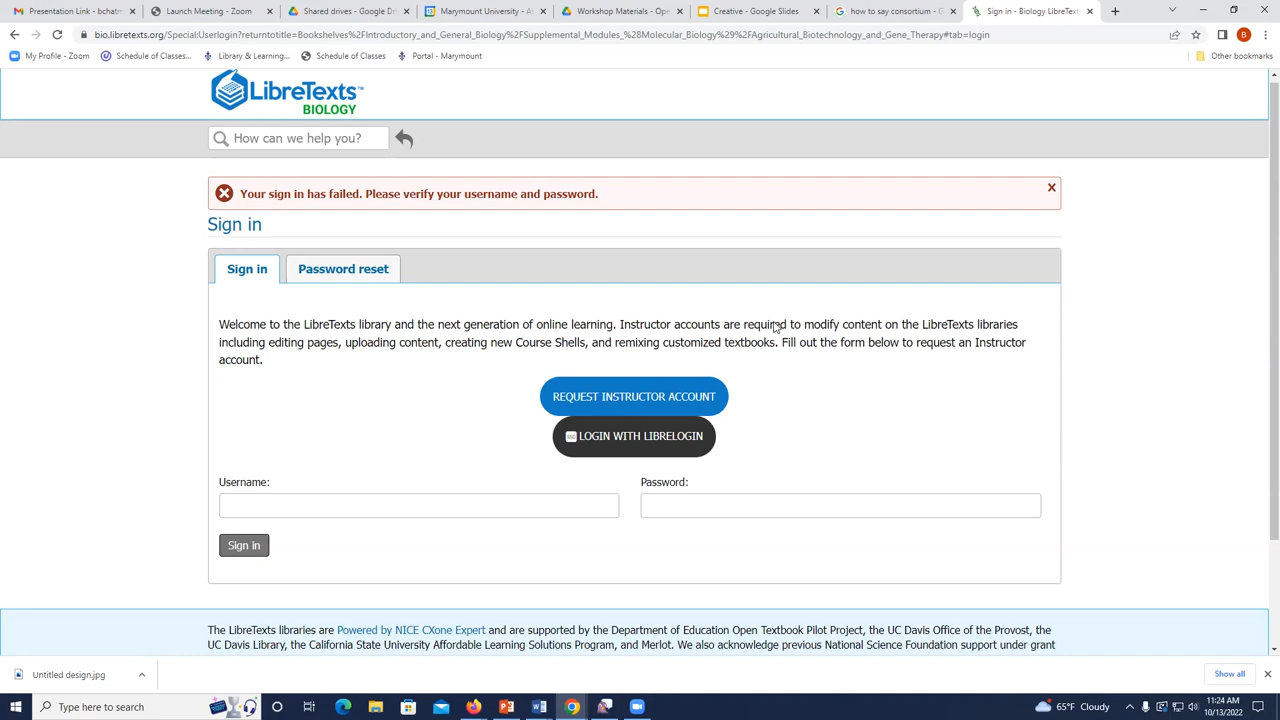 Presentation Link - bchatm
Launch Meeting - Zoom
Shared drives - Google Dr
Marymount University - A
Workshop Materials - Ope
Creative - Google Slides
how to say consortium - G
Sign in - Biology LibreTexts
bio.libretexts.org/Special:Userlogin?returntotitle=Bookshelves%2FIntroductory_and_General_Biology%2FSupplemental_Modules_%28Molecular_Biology%29%2FAgricultural_Biotechnology_and_Gene_Therapy#tab=login
B
My Profile - Zoom
Schedule of Classes...
Library & Learning...
Schedule of Classes
Portal - Marymount
Other bookmarks
LibreTexts™
BIOLOGY
How can we help you?
Your sign in has failed. Please verify your username and password.
Sign in
Sign in
Password reset
Welcome to the LibreTexts library and the next generation of online learning. Instructor accounts are required to modify content on the LibreTexts libraries
including editing pages, uploading content, creating new Course Shells, and remixing customized textbooks. Fill out the form below to request an Instructor
account.
REQUEST INSTRUCTOR ACCOUNT
LOGIN WITH LIBRELOGIN
Username:
Password:
Sign in
The LibreTexts libraries are Powered by NICE CXone Expert and are supported by the Department of Education Open Textbook Pilot Project, the UC Davis Office of the Provost, the
UC Davis Library, the California State University Affordable Learning Solutions Program, and Merlot. We also acknowledge previous National Science Foundation support under grant
Untitled design.jpg
Show all
Type here to search
65°F Cloudy
11:24 AM
10/13/2022